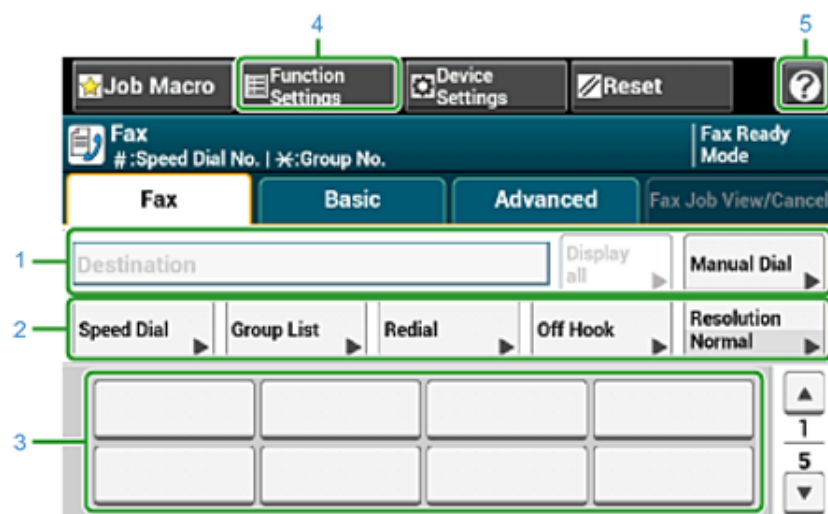 4
5
Job Macro
Function
Settings
Device
Settings
Reset
?
Fax
#:Speed Dial No. | ⚹:Group No.
Fax Ready
Mode
Fax
Basic
Advanced
Fax Job View/Cancel
1
Destination
Display
all
Manual Dial
2
Speed Dial
Group List
Redial
Off Hook
Resolution
Normal
3
1
5